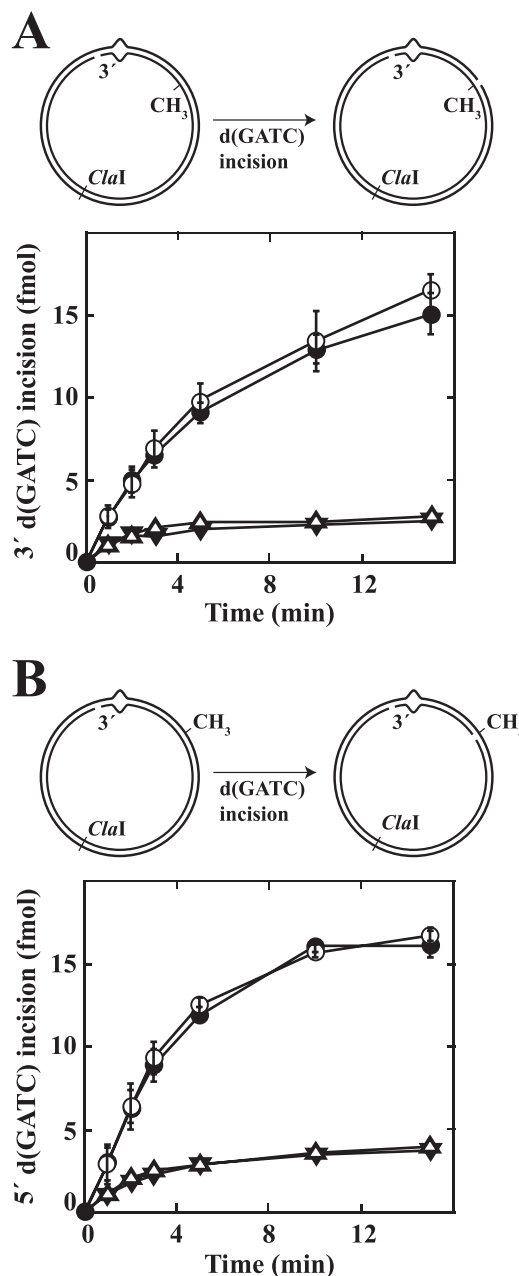 A
3´
3´
CH3
CH3
d(GATC)
incision
ClaI
ClaI
3´ d(GATC) incision (fmol)
15
10
5
0
0
4
8
12
Time (min)
B
3´
3´
CH3
CH
d(GATC)
incision
ClaI
ClaI
5´ d(GATC) incision (fmol)
15
10
5
0
0
4
8
12
Time (min)